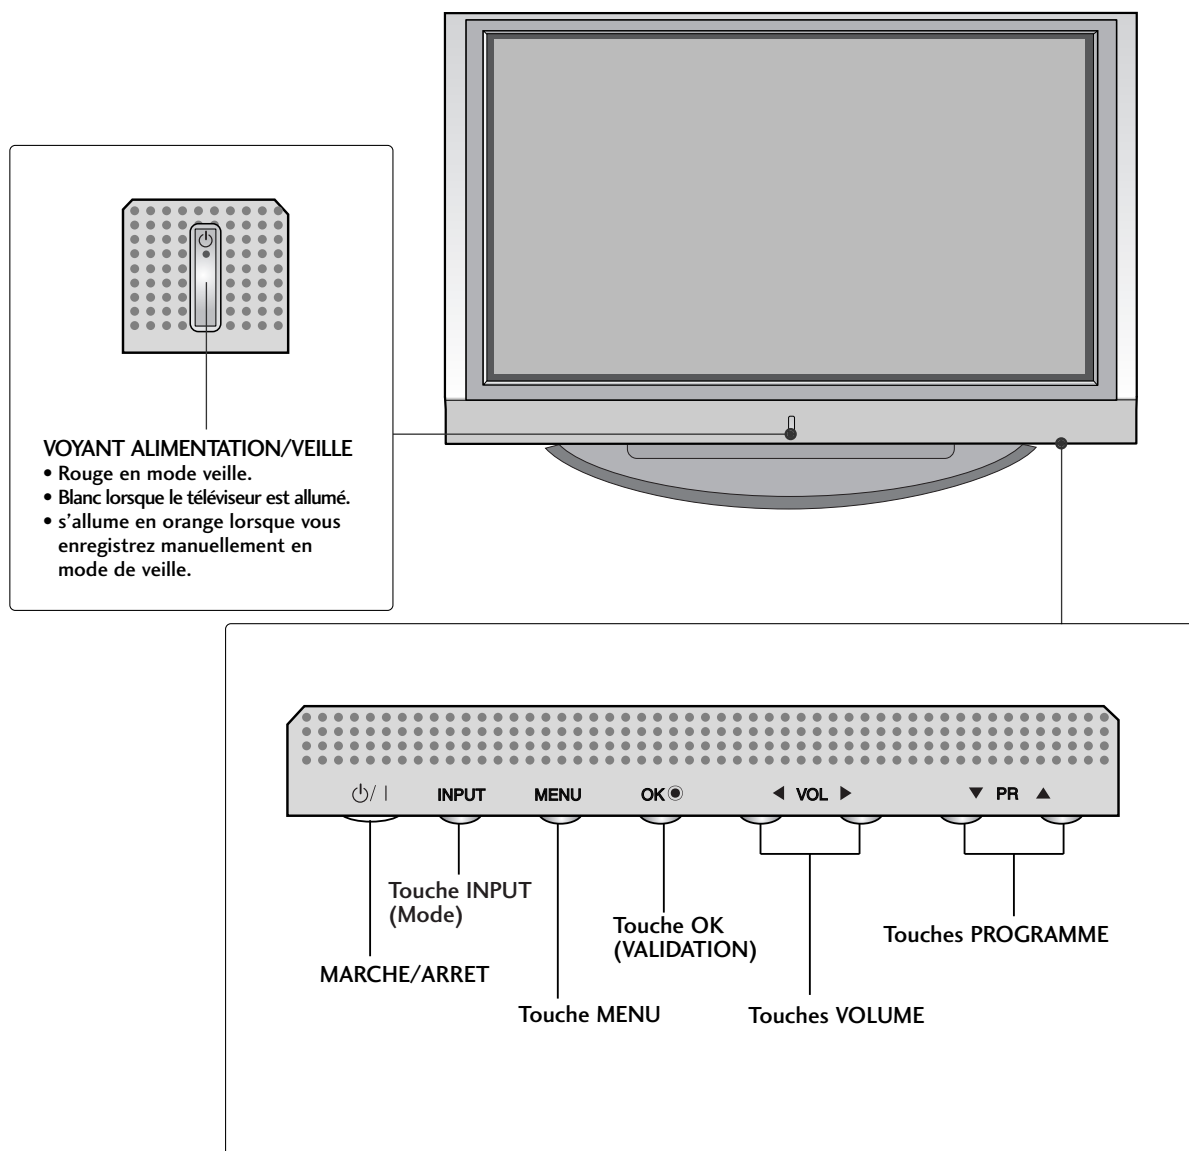 VOYANT ALIMENTATION/VEILLE
• Rouge en mode veille.
• Blanc lorsque le téléviseur est allumé.
• s'allume en orange lorsque vous
enregistrez manuellement en
mode de veille.
⏻/ I INPUT MENU OK◉ ◀ VOL ▶ ▼ PR ▲
Touche INPUT
(Mode)
Touche OK
(VALIDATION)
Touches PROGRAMME
MARCHE/ARRET
Touche MENU
Touches VOLUME